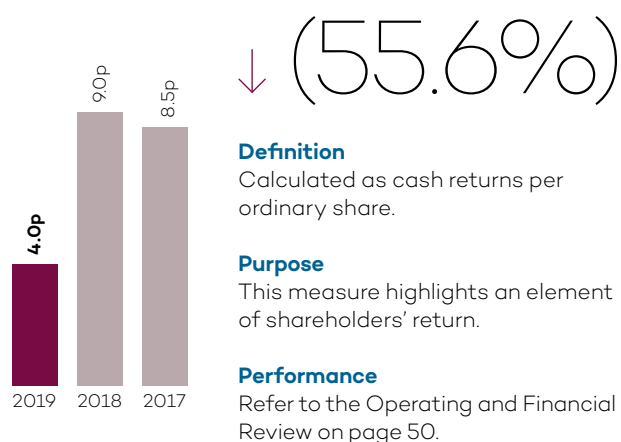 4.0p
9.0p
8.5p
2019 2018 2017
(55.6%)
Definition
Calculated as cash returns per
ordinary share.
Purpose
This measure highlights an element
of shareholders’ return.
Performance
Refer to the Operating and Financial
Review on page 50.